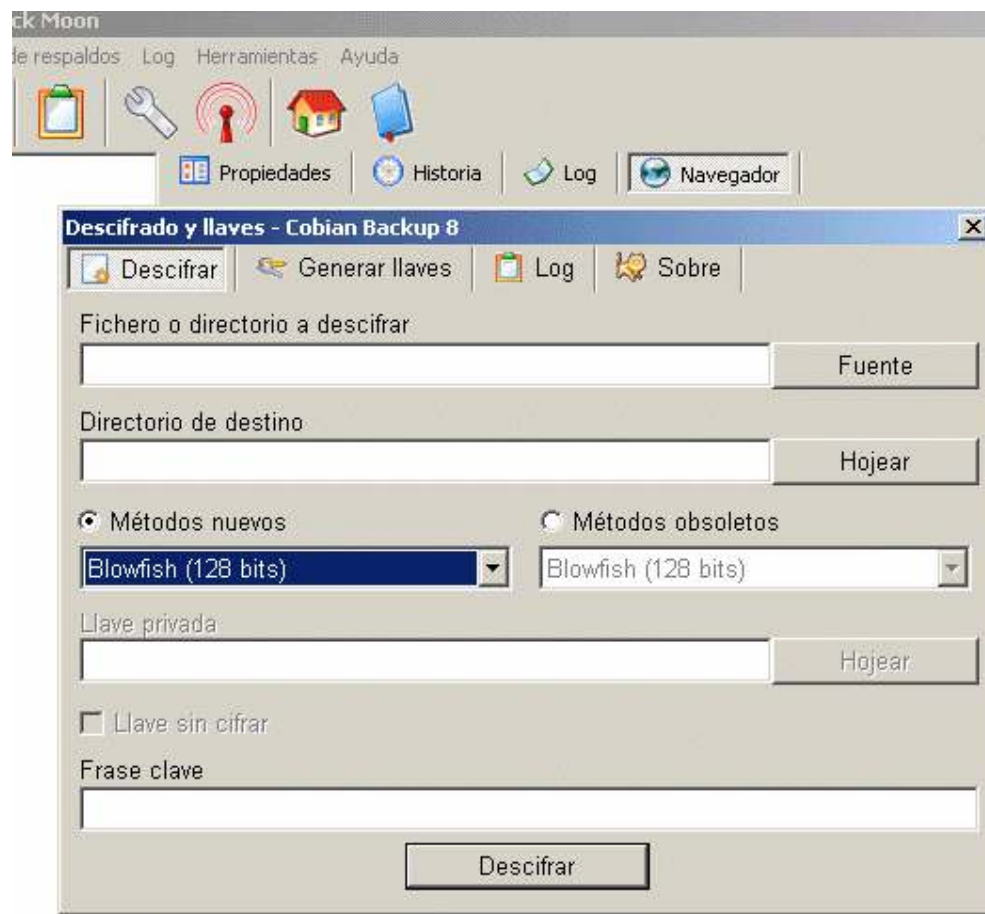 ck Moon
de respaldos Log Herramientas Ayuda
Propiedades Historia Log Navegador
Descifrado y llaves - Cobian Backup 8
Descifrar Generar llaves Log Sobre
Fichero o directorio a descifrar
Fuente
Directorio de destino
Hojear
Métodos nuevos Métodos obsoletos
Blowfish (128 bits) Blowfish (128 bits)
Llave privada
Hojear
Llave sin cifrar
Frase clave
Descifrar